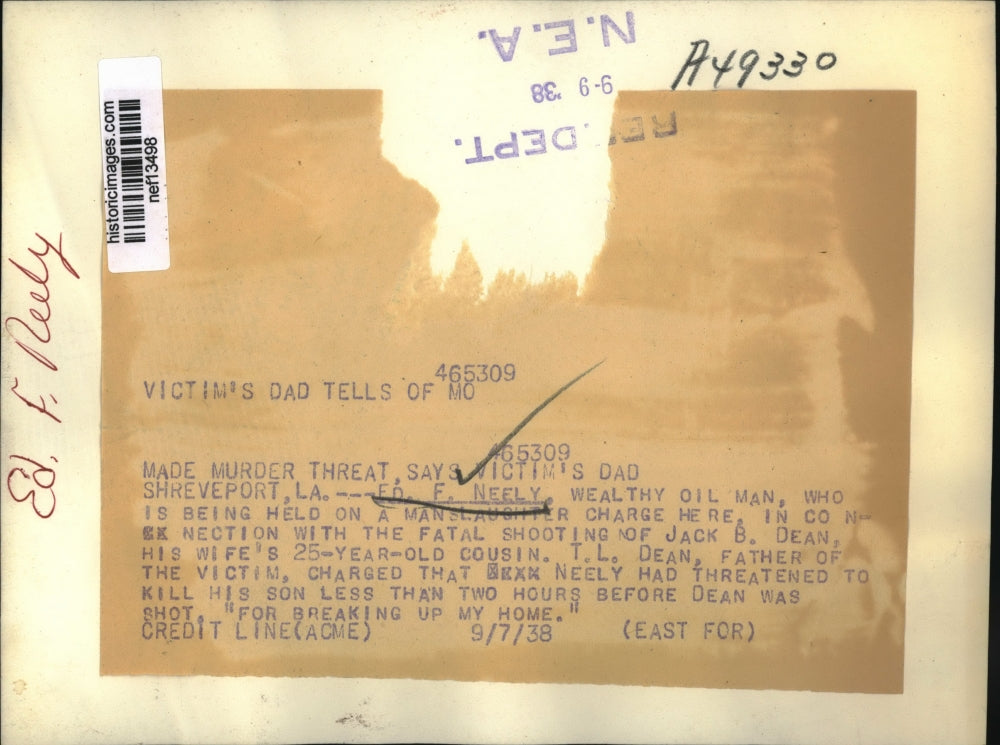 N.E.A.
9-9 '38
REF. DEPT.
A49330
historicimages.com
nef13498
Ed. F. Neely
465309
VICTIM'S DAD TELLS OF MO
465309
MADE MURDER THREAT, SAYS VICTIM'S DAD
SHREVEPORT, LA.---ED. F. NEELY, WEALTHY OIL MAN, WHO
IS BEING HELD ON A MANSLAUGHTER CHARGE HERE, IN CON-
NECTION WITH THE FATAL SHOOTING OF JACK B. DEAN,
HIS WIFE'S 25-YEAR-OLD COUSIN. T.L. DEAN, FATHER OF
THE VICTIM, CHARGED THAT NEELY HAD THREATENED TO
KILL HIS SON LESS THAN TWO HOURS BEFORE DEAN WAS
SHOT, "FOR BREAKING UP MY HOME."
CREDIT LINE(ACME) 9/7/38 (EAST FOR)